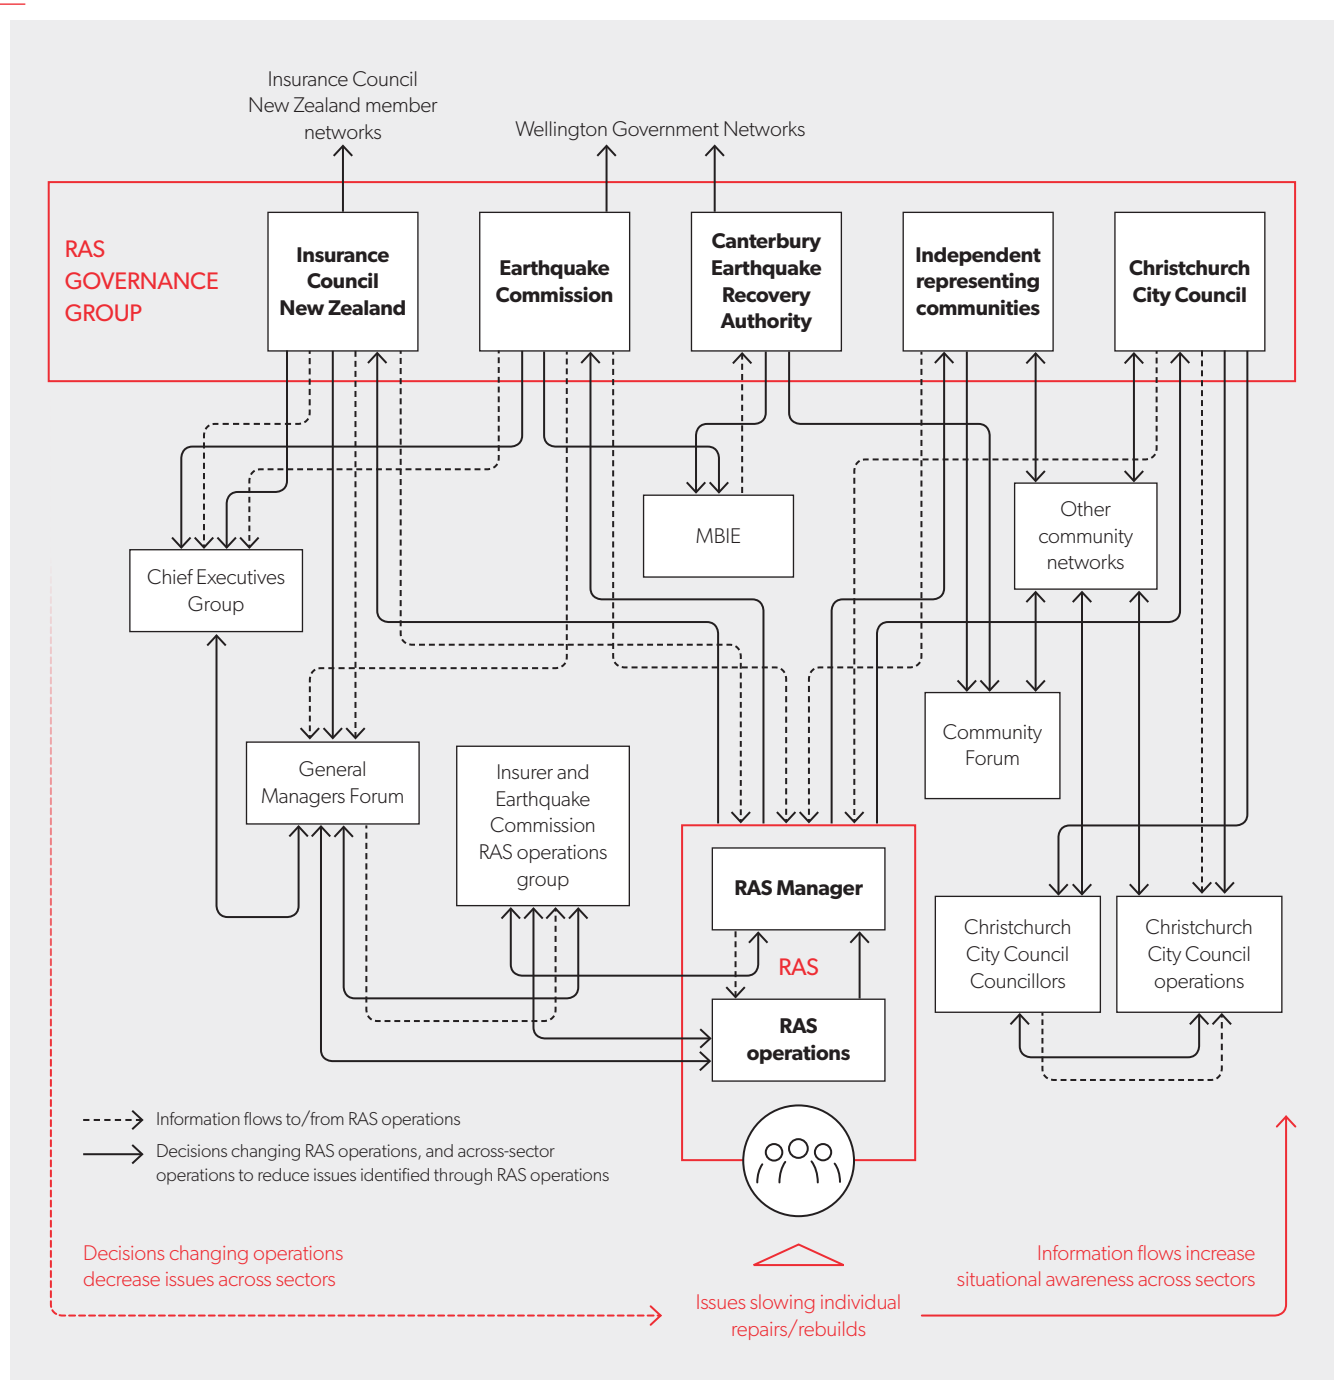 Insurance Council
New Zealand member
networks
Wellington Government Networks
RAS
GOVERNANCE
GROUP
Insurance
Council
New Zealand
Earthquake
Commission
Canterbury
Earthquake
Recovery
Authority
Independent
representing
communities
Christchurch
City Council
MBIE
Other
community
networks
Chief Executives
Group
Community
Forum
General
Managers Forum
Insurer and
Earthquake
Commission
RAS operations
group
RAS Manager
RAS
RAS
operations
Christchurch
City Council
Councillors
Christchurch
City Council
operations
Information flows to/from RAS operations
Decisions changing RAS operations, and across-sector
operations to reduce issues identified through RAS operations
Decisions changing operations
decrease issues across sectors
Issues slowing individual
repairs/rebuilds
Information flows increase
situational awareness across sectors